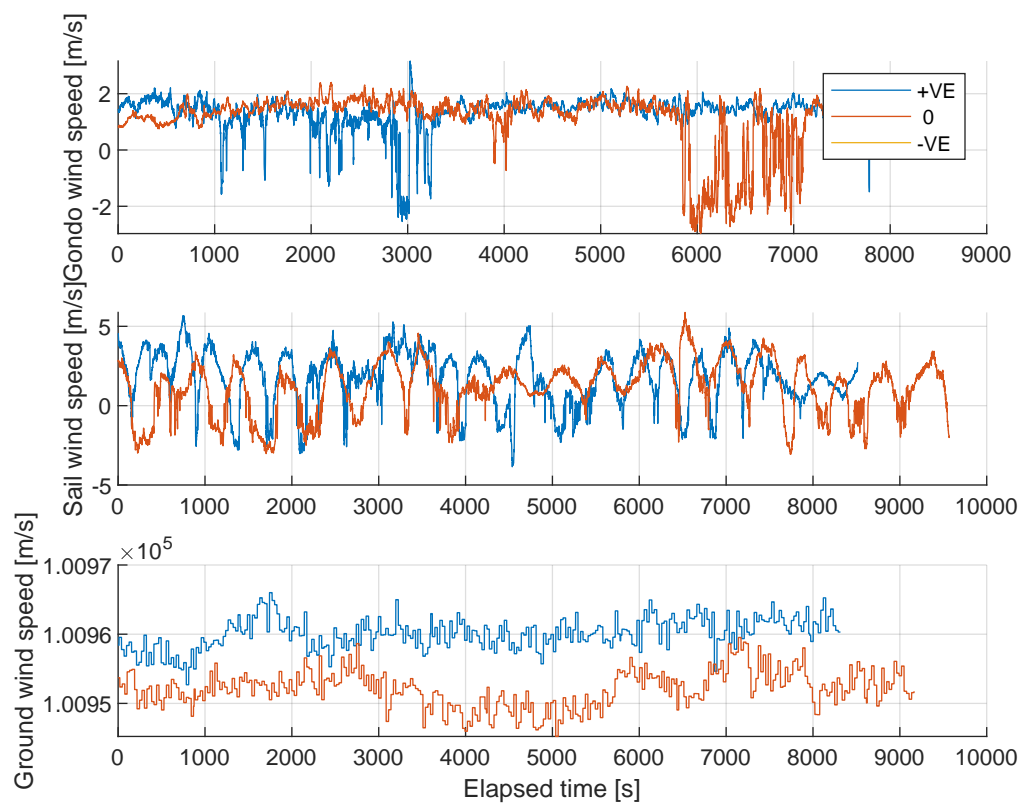 Gondo wind speed [m/s]
2
0
-2
0 1000 2000 3000 4000 5000 6000 7000 8000 9000
+VE
0
-VE
Sail wind speed [m/s]
5
0
-5
0 1000 2000 3000 4000 5000 6000 7000 8000 9000 10000
Ground wind speed [m/s]
×10^5
1.0097
1.0096
1.0095
0 1000 2000 3000 4000 5000 6000 7000 8000 9000 10000
Elapsed time [s]